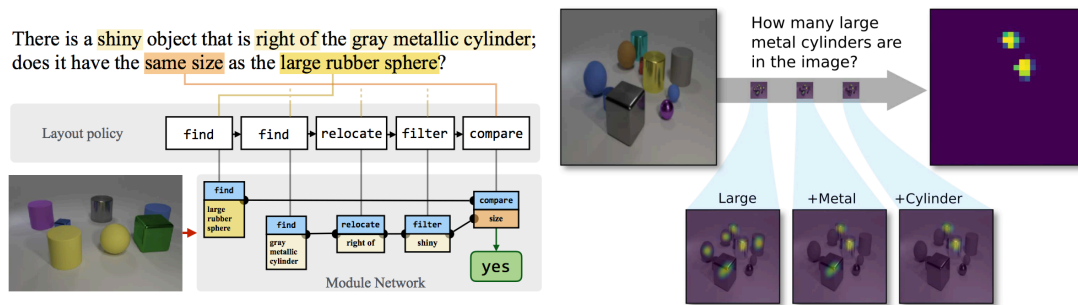 There is a shiny object that is right of the gray metallic cylinder;
does it have the same size as the large rubber sphere?
Layout policy
find
find
relocate
filter
compare
find
large
rubber
sphere
find
gray
metallic
cylinder
relocate
right of
filter
shiny
compare
size
yes
Module Network
How many large
metal cylinders are
in the image?
Large
+Metal
+Cylinder